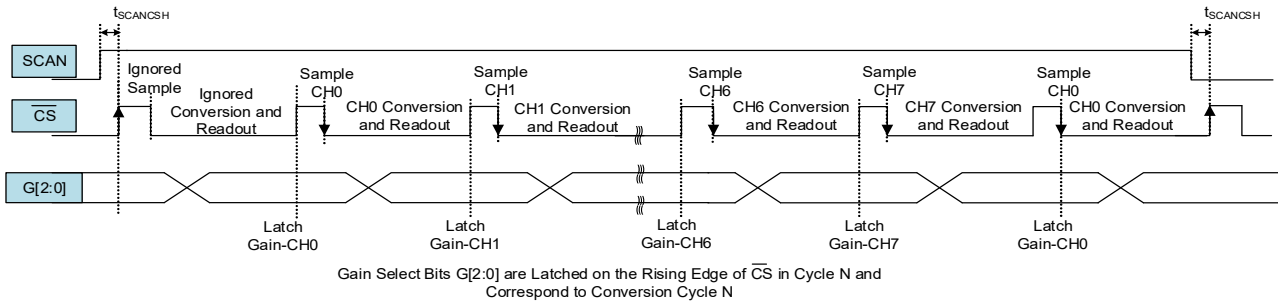 tSCANCSH
tSCANCSH
SCAN
Ignored
Sample
Sample
CH0
Sample
CH1
Sample
CH6
Sample
CH7
Sample
CH0
CS
Ignored
Conversion and
Readout
CH0 Conversion
and Readout
CH1 Conversion
and Readout
CH6 Conversion
and Readout
CH7 Conversion
and Readout
CH0 Conversion
and Readout
G[2:0]
Latch
Gain-CH0
Latch
Gain-CH1
Latch
Gain-CH6
Latch
Gain-CH7
Latch
Gain-CH0
Gain Select Bits G[2:0] are Latched on the Rising Edge of CS in Cycle N and
Correspond to Conversion Cycle N